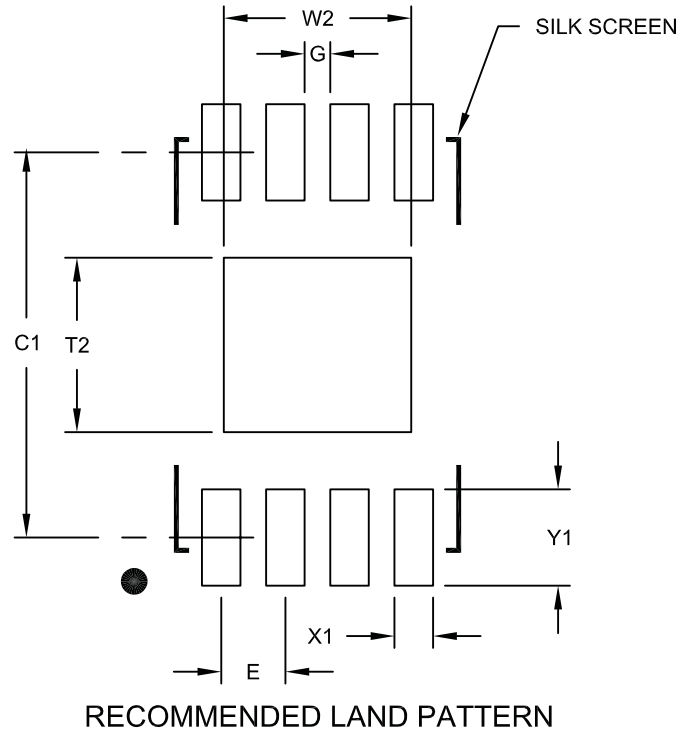 W2
SILK SCREEN
G
C1
T2
Y1
X1
E
RECOMMENDED LAND PATTERN